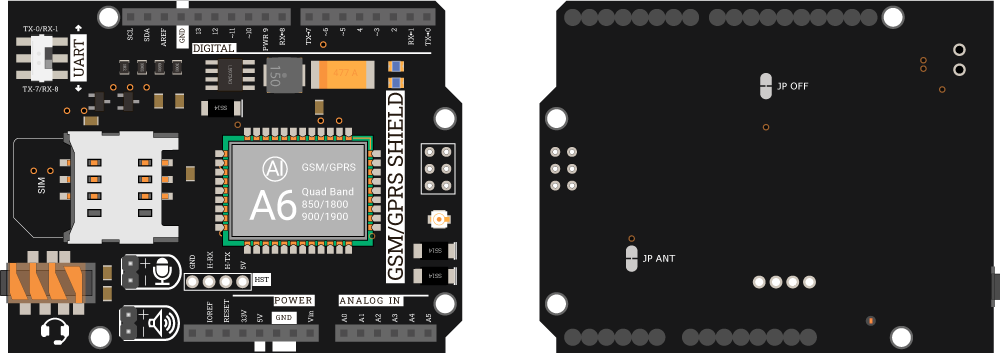 TX-0/RX-1
UART
TX-7/RX-8
SCL
SDA
AREF
GND
13
12
~11
~10
PWR 9
RX=8
TX=7
~6
~5
4
~3
2
RX=1
TX=0
DIGITAL
150
477 A
SS14
SIM
AI
GSM/GPRS
A6
Quad Band
850/1800
900/1900
GSM/GPRS SHIELD
SS14
SS14
GND
H-RX
H-TX
5V
HST
POWER
ANALOG IN
IOREF
RESET
3.3V
5V
GND
Vin
A0
A1
A2
A3
A4
A5
JP OFF
JP ANT